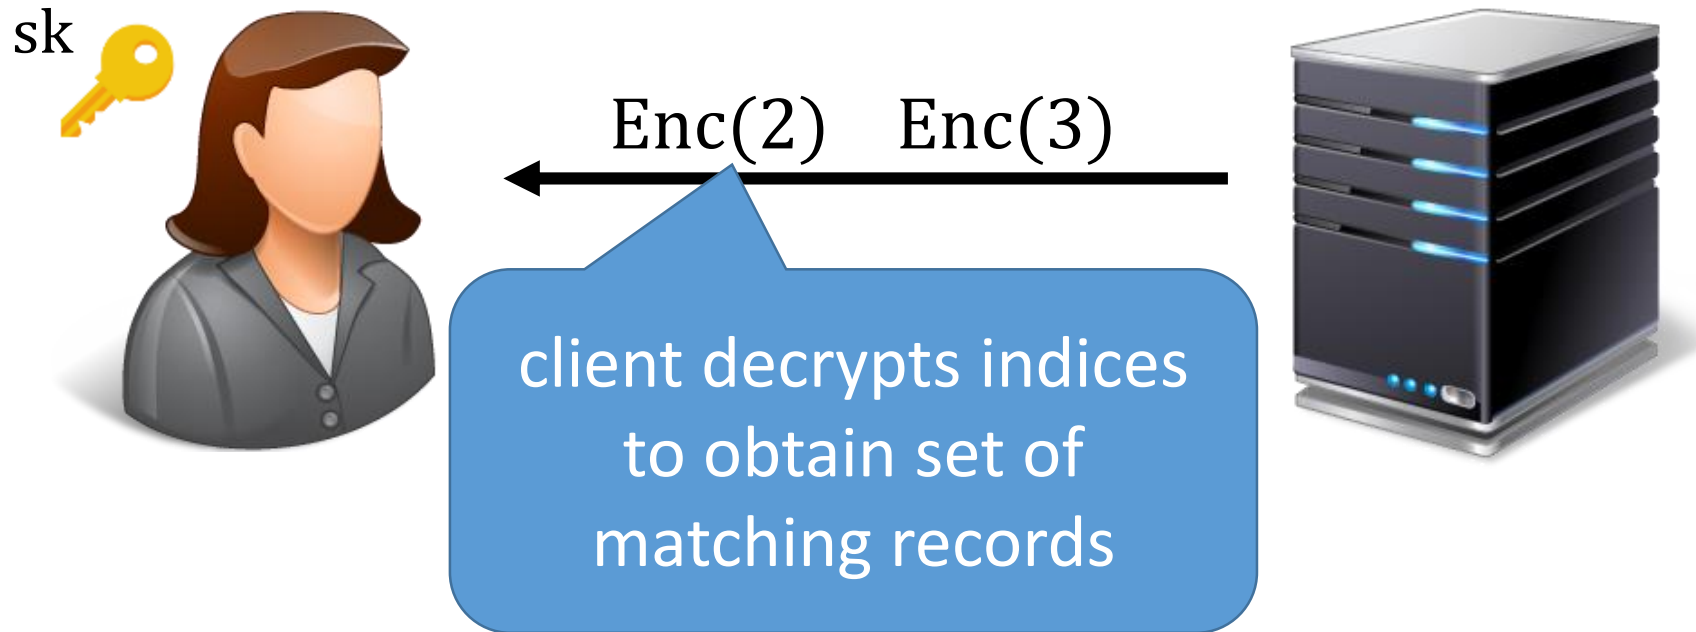 sk
Enc(2) Enc(3)
client decrypts indices
to obtain set of
matching records